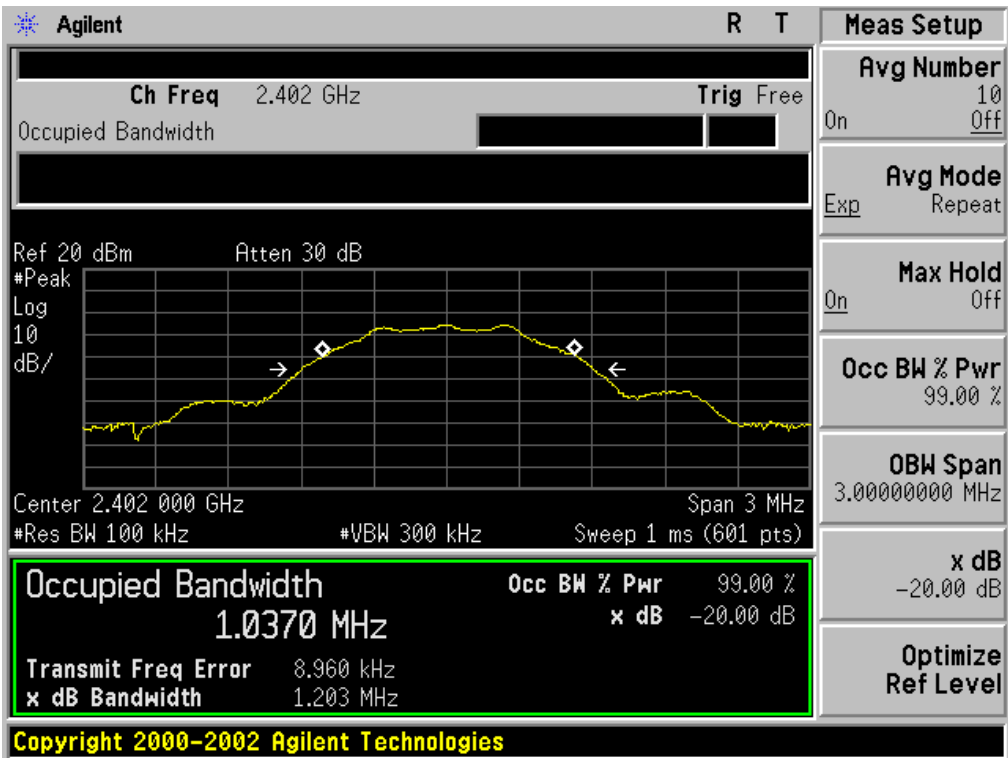 Agilent R T
Ch Freq 2.402 GHz Trig Free
Occupied Bandwidth
Ref 20 dBm Atten 30 dB
#Peak
Log
10
dB/
Center 2.402 000 GHz Span 3 MHz
#Res BW 100 kHz #VBW 300 kHz Sweep 1 ms (601 pts)
Occupied Bandwidth Occ BW % Pwr 99.00 %
1.0370 MHz x dB -20.00 dB
Transmit Freq Error 8.960 kHz
x dB Bandwidth 1.203 MHz
Copyright 2000-2002 Agilent Technologies
Meas Setup
Avg Number
10
On Off
Avg Mode
Exp Repeat
Max Hold
On Off
Occ BW % Pwr
99.00 %
OBW Span
3.00000000 MHz
x dB
-20.00 dB
Optimize
Ref Level